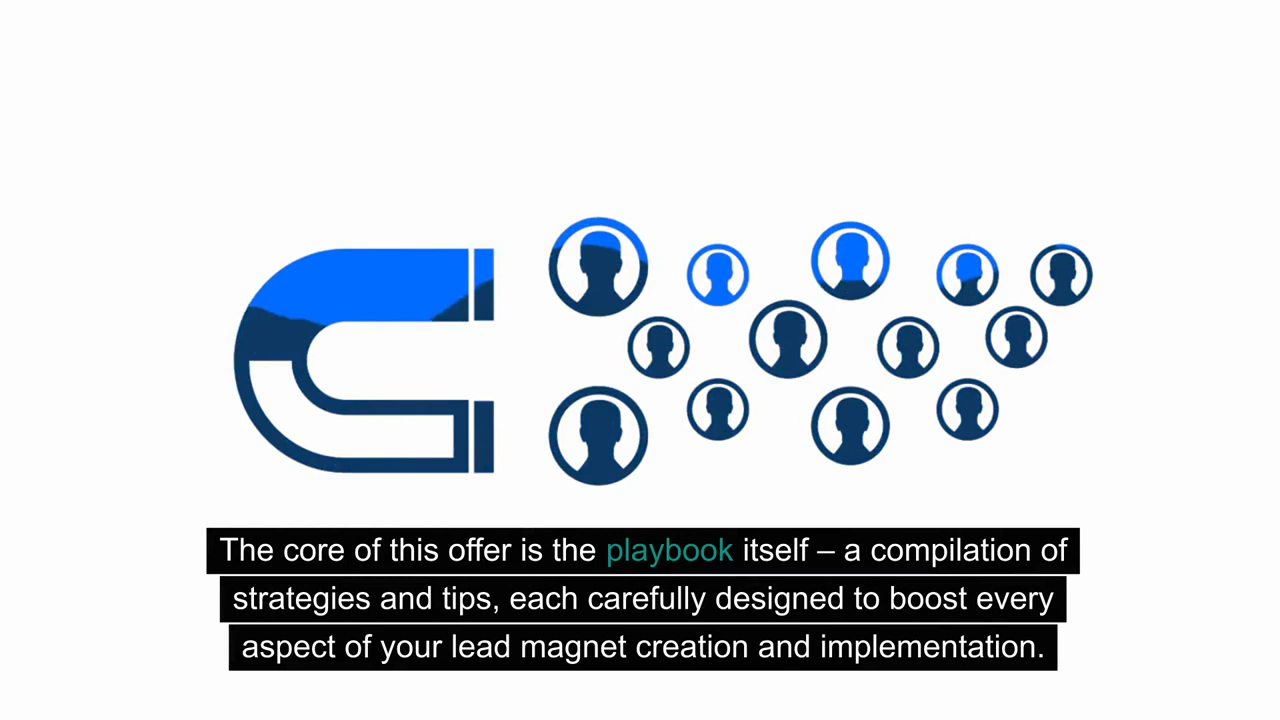 The core of this offer is the playbook itself – a compilation of
strategies and tips, each carefully designed to boost every
aspect of your lead magnet creation and implementation.